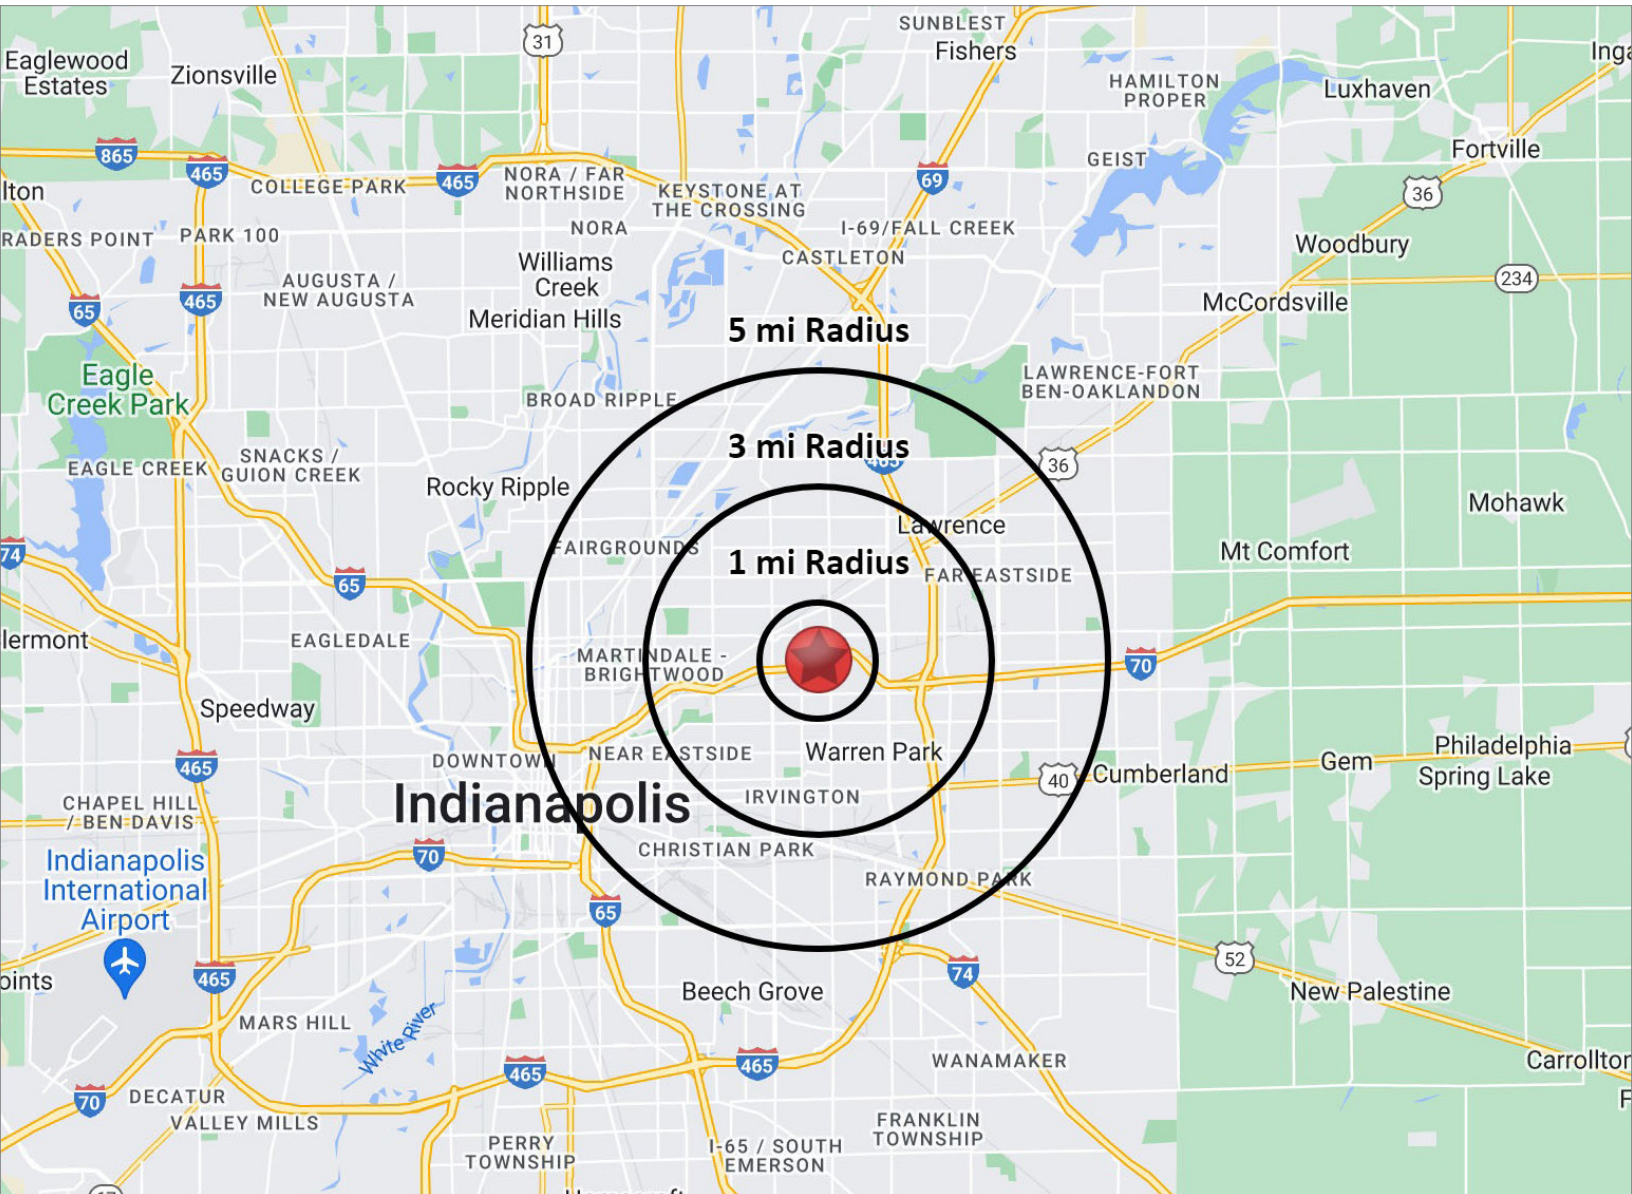 SUNBLEST
Fishers
31
Eaglewood
Estates
Zionsville
HAMILTON
PROPER
Luxhaven
Fortville
865
465
COLLEGE PARK
465
NORA / FAR
NORTHSIDE
KEYSTONE AT
THE CROSSING
69
GEIST
36
lton
RADERS POINT
PARK 100
NORA
I-69/FALL CREEK
Woodbury
CASTLETON
Williams
Creek
AUGUSTA /
NEW AUGUSTA
234
65
465
Meridian Hills
McCordsville
5 mi Radius
Eagle
Creek Park
LAWRENCE-FORT
BEN-OAKLANDON
BROAD RIPPLE
3 mi Radius
465
36
EAGLE CREEK
SNACKS /
GUION CREEK
Rocky Ripple
Mohawk
Lawrence
74
FAIRGROUNDS
Mt Comfort
1 mi Radius
FAR EASTSIDE
65
lermont
EAGLEDALE
MARTINDALE -
BRIGHTWOOD
70
Speedway
465
DOWNTOWN
NEAR EASTSIDE
Warren Park
Philadelphia
Gem
Spring Lake
40
Cumberland
Indianapolis
IRVINGTON
CHAPEL HILL
/ BEN DAVIS
70
CHRISTIAN PARK
Indianapolis
International
Airport
RAYMOND PARK
65
52
465
74
oints
Beech Grove
New Palestine
MARS HILL
White River
465
465
WANAMAKER
Carrollton
70
DECATUR
VALLEY MILLS
FRANKLIN
TOWNSHIP
PERRY
TOWNSHIP
I-65 / SOUTH
EMERSON